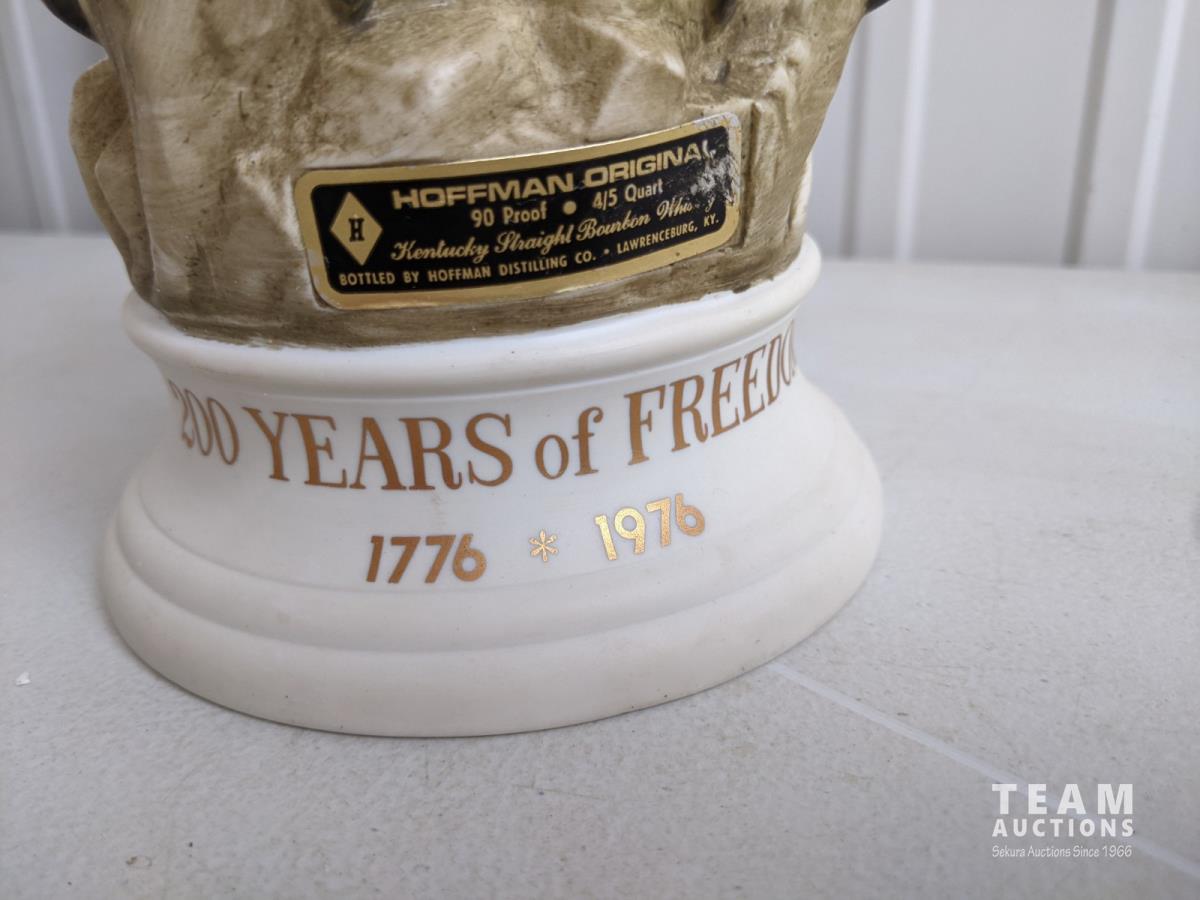 HOFFMAN ORIGINAL
H
90 Proof • 4/5 Quart
Kentucky Straight Bourbon
BOTTLED BY HOFFMAN DISTILLING CO. • LAWRENCEBURG, KY.
200 YEARS of FREEDO
1776 * 1976
TEAM
AUCTIONS
Sekura Auctions Since 1966